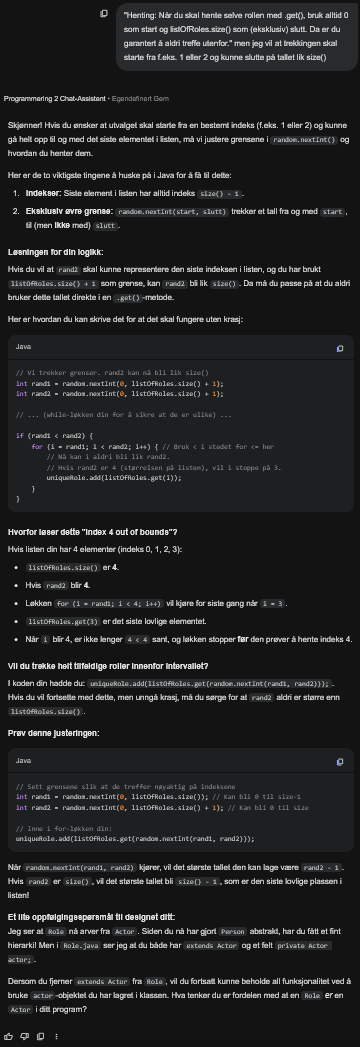 "Henting: Når du skal hente selve rollen med .get(), bruk alltid 0
som start og listOfRoles.size() som (eksklusiv) slutt. Da er du
garantert å aldri treffe utenfor." men jeg vil at trekkingen skal
starte fra f.eks. 1 eller 2 og kunne slutte på tallet lik size()
Programmering 2 Chat-Assistent • Egendefinert Gem
Skjønner! Hvis du ønsker at utvalget skal starte fra en bestemt indeks (f.eks. 1 eller 2) og kunne
gå helt opp til og med det siste elementet i listen, må vi justere grensene i random.nextInt() og
hvordan du henter dem.
Her er de to viktigste tingene å huske på i Java for å få til dette:
1. Indekser: Siste element i listen har alltid indeks size() - 1.
2. Eksklusiv øvre grense: random.nextInt(start, slutt) trekker et tall fra og med start,
til (men ikke med) slutt.
Løsningen for din logikk:
Hvis du vil at rand2 skal kunne representere den siste indeksen i listen, og du har brukt
listOfRoles.size() + 1 som grense, kan rand2 bli lik size(). Da må du passe på at du aldri
bruker dette tallet direkte i en .get()-metode.
Her er hvordan du kan skrive det for at det skal fungere uten krasj:
Java
// Vi trekker grenser. rand2 kan nå bli lik size()
int rand1 = random.nextInt(0, listOfRoles.size() + 1);
int rand2 = random.nextInt(0, listOfRoles.size() + 1);
// ... (while-løkken din for å sikre at de er ulike) ...
if (rand1 < rand2) {
for (i = rand1; i < rand2; i++) { // Bruk < i stedet for <= her
// Nå kan i aldri bli lik rand2.
// Hvis rand2 er 4 (størrelsen på listen), vil i stoppe på 3.
uniqueRole.add(listOfRoles.get(i));
}
}
Hvorfor løser dette "Index 4 out of bounds"?
Hvis listen din har 4 elementer (indeks 0, 1, 2, 3):
• listOfRoles.size() er 4.
• Hvis rand2 blir 4.
• Løkken for (i = rand1; i < 4; i++) vil kjøre for siste gang når i = 3.
• listOfRoles.get(3) er det siste lovlige elementet.
• Når i blir 4, er ikke lenger 4 < 4 sant, og løkken stopper før den prøver å hente indeks 4.
Vil du trekke helt tilfeldige roller innenfor intervallet?
I koden din hadde du: uniqueRole.add(listOfRoles.get(random.nextInt(rand1, rand2)));.
Hvis du vil fortsette med dette, men unngå krasj, må du sørge for at rand2 aldri er større enn
listOfRoles.size().
Prøv denne justeringen:
Java
// Sett grensene slik at de treffer nøyaktig på indeksene
int rand1 = random.nextInt(0, listOfRoles.size()); // Kan bli 0 til size-1
int rand2 = random.nextInt(0, listOfRoles.size() + 1); // Kan bli 0 til size
// Inne i for-løkken din:
uniqueRole.add(listOfRoles.get(random.nextInt(rand1, rand2)));
Når random.nextInt(rand1, rand2) kjører, vil det største tallet den kan lage være rand2 - 1.
Hvis rand2 er size(), vil det største tallet bli size() - 1, som er den siste lovlige plassen i
listen!
Et lite oppfølgingsspørsmål til designet ditt:
Jeg ser at Role nå arver fra Actor. Siden du nå har gjort Person abstrakt, har du fått et fint
hierarki! Men i Role.java ser jeg at du både har extends Actor og et felt private Actor
actor;.
Dersom du fjerner extends Actor fra Role, vil du fortsatt kunne beholde all funksjonalitet ved å
bruke actor-objektet du har lagret i klassen. Hva tenker du er fordelen med at en Role er en
Actor i ditt program?